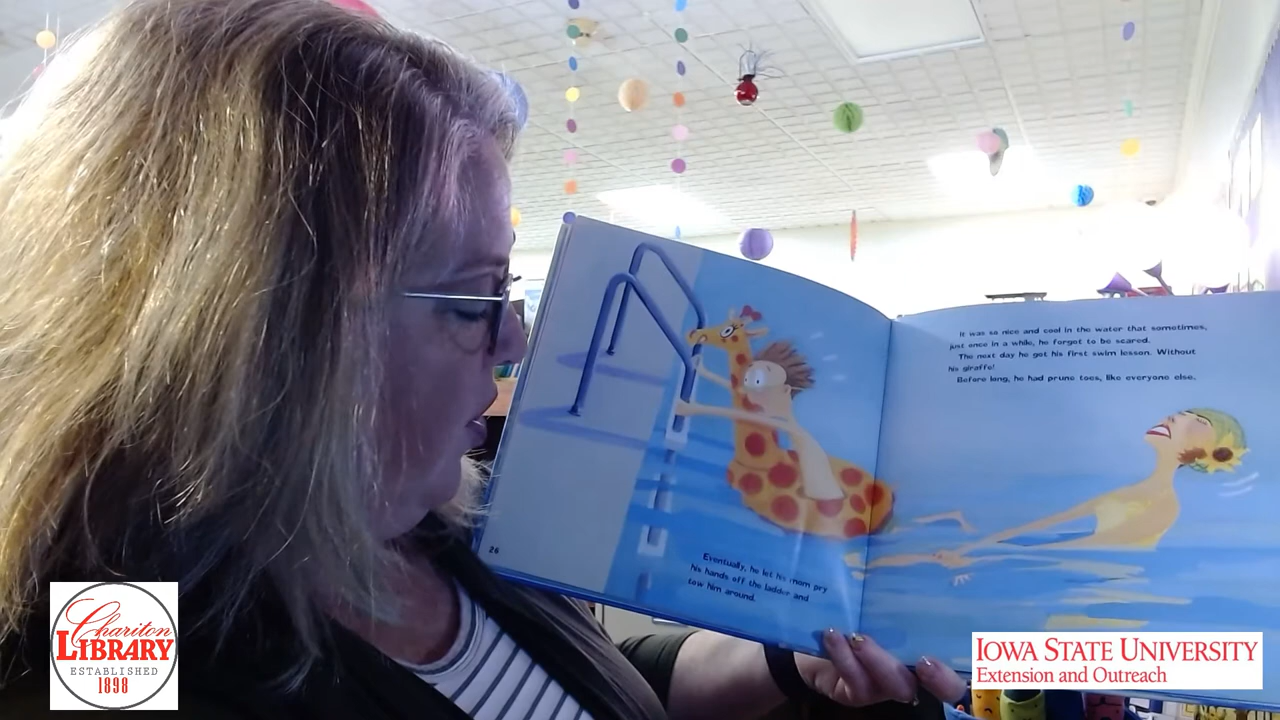 It was so nice and cool in the water that sometimes,
just once in a while, he forgot to be scared.
The next day he got his first swim lesson. Without
his giraffe!
Before long, he had prune toes, like everyone else.
26
Eventually, he let his mom pry
his hands off the ladder and
tow him around.
Chariton
LIBRARY
ESTABLISHED
1898
IOWA STATE UNIVERSITY
Extension and Outreach